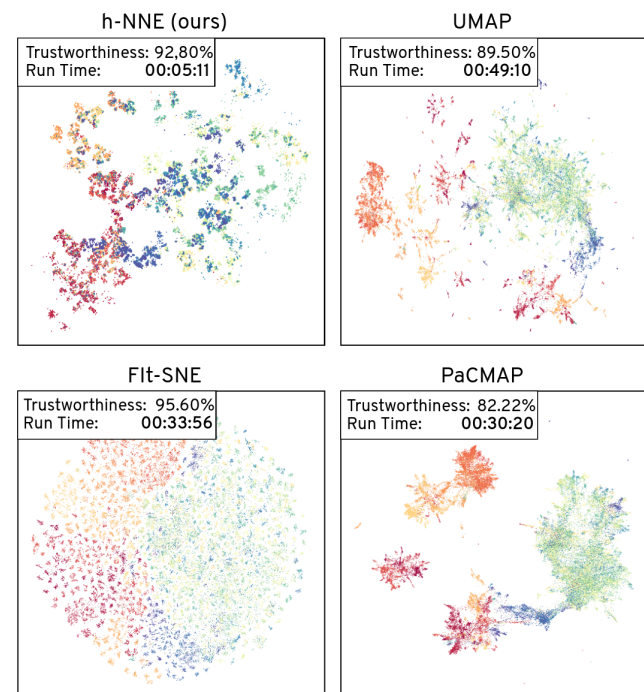 h-NNE (ours)
Trustworthiness: 92,80%
Run Time: 00:05:11
UMAP
Trustworthiness: 89.50%
Run Time: 00:49:10
FIt-SNE
Trustworthiness: 95.60%
Run Time: 00:33:56
PaCMAP
Trustworthiness: 82.22%
Run Time: 00:30:20